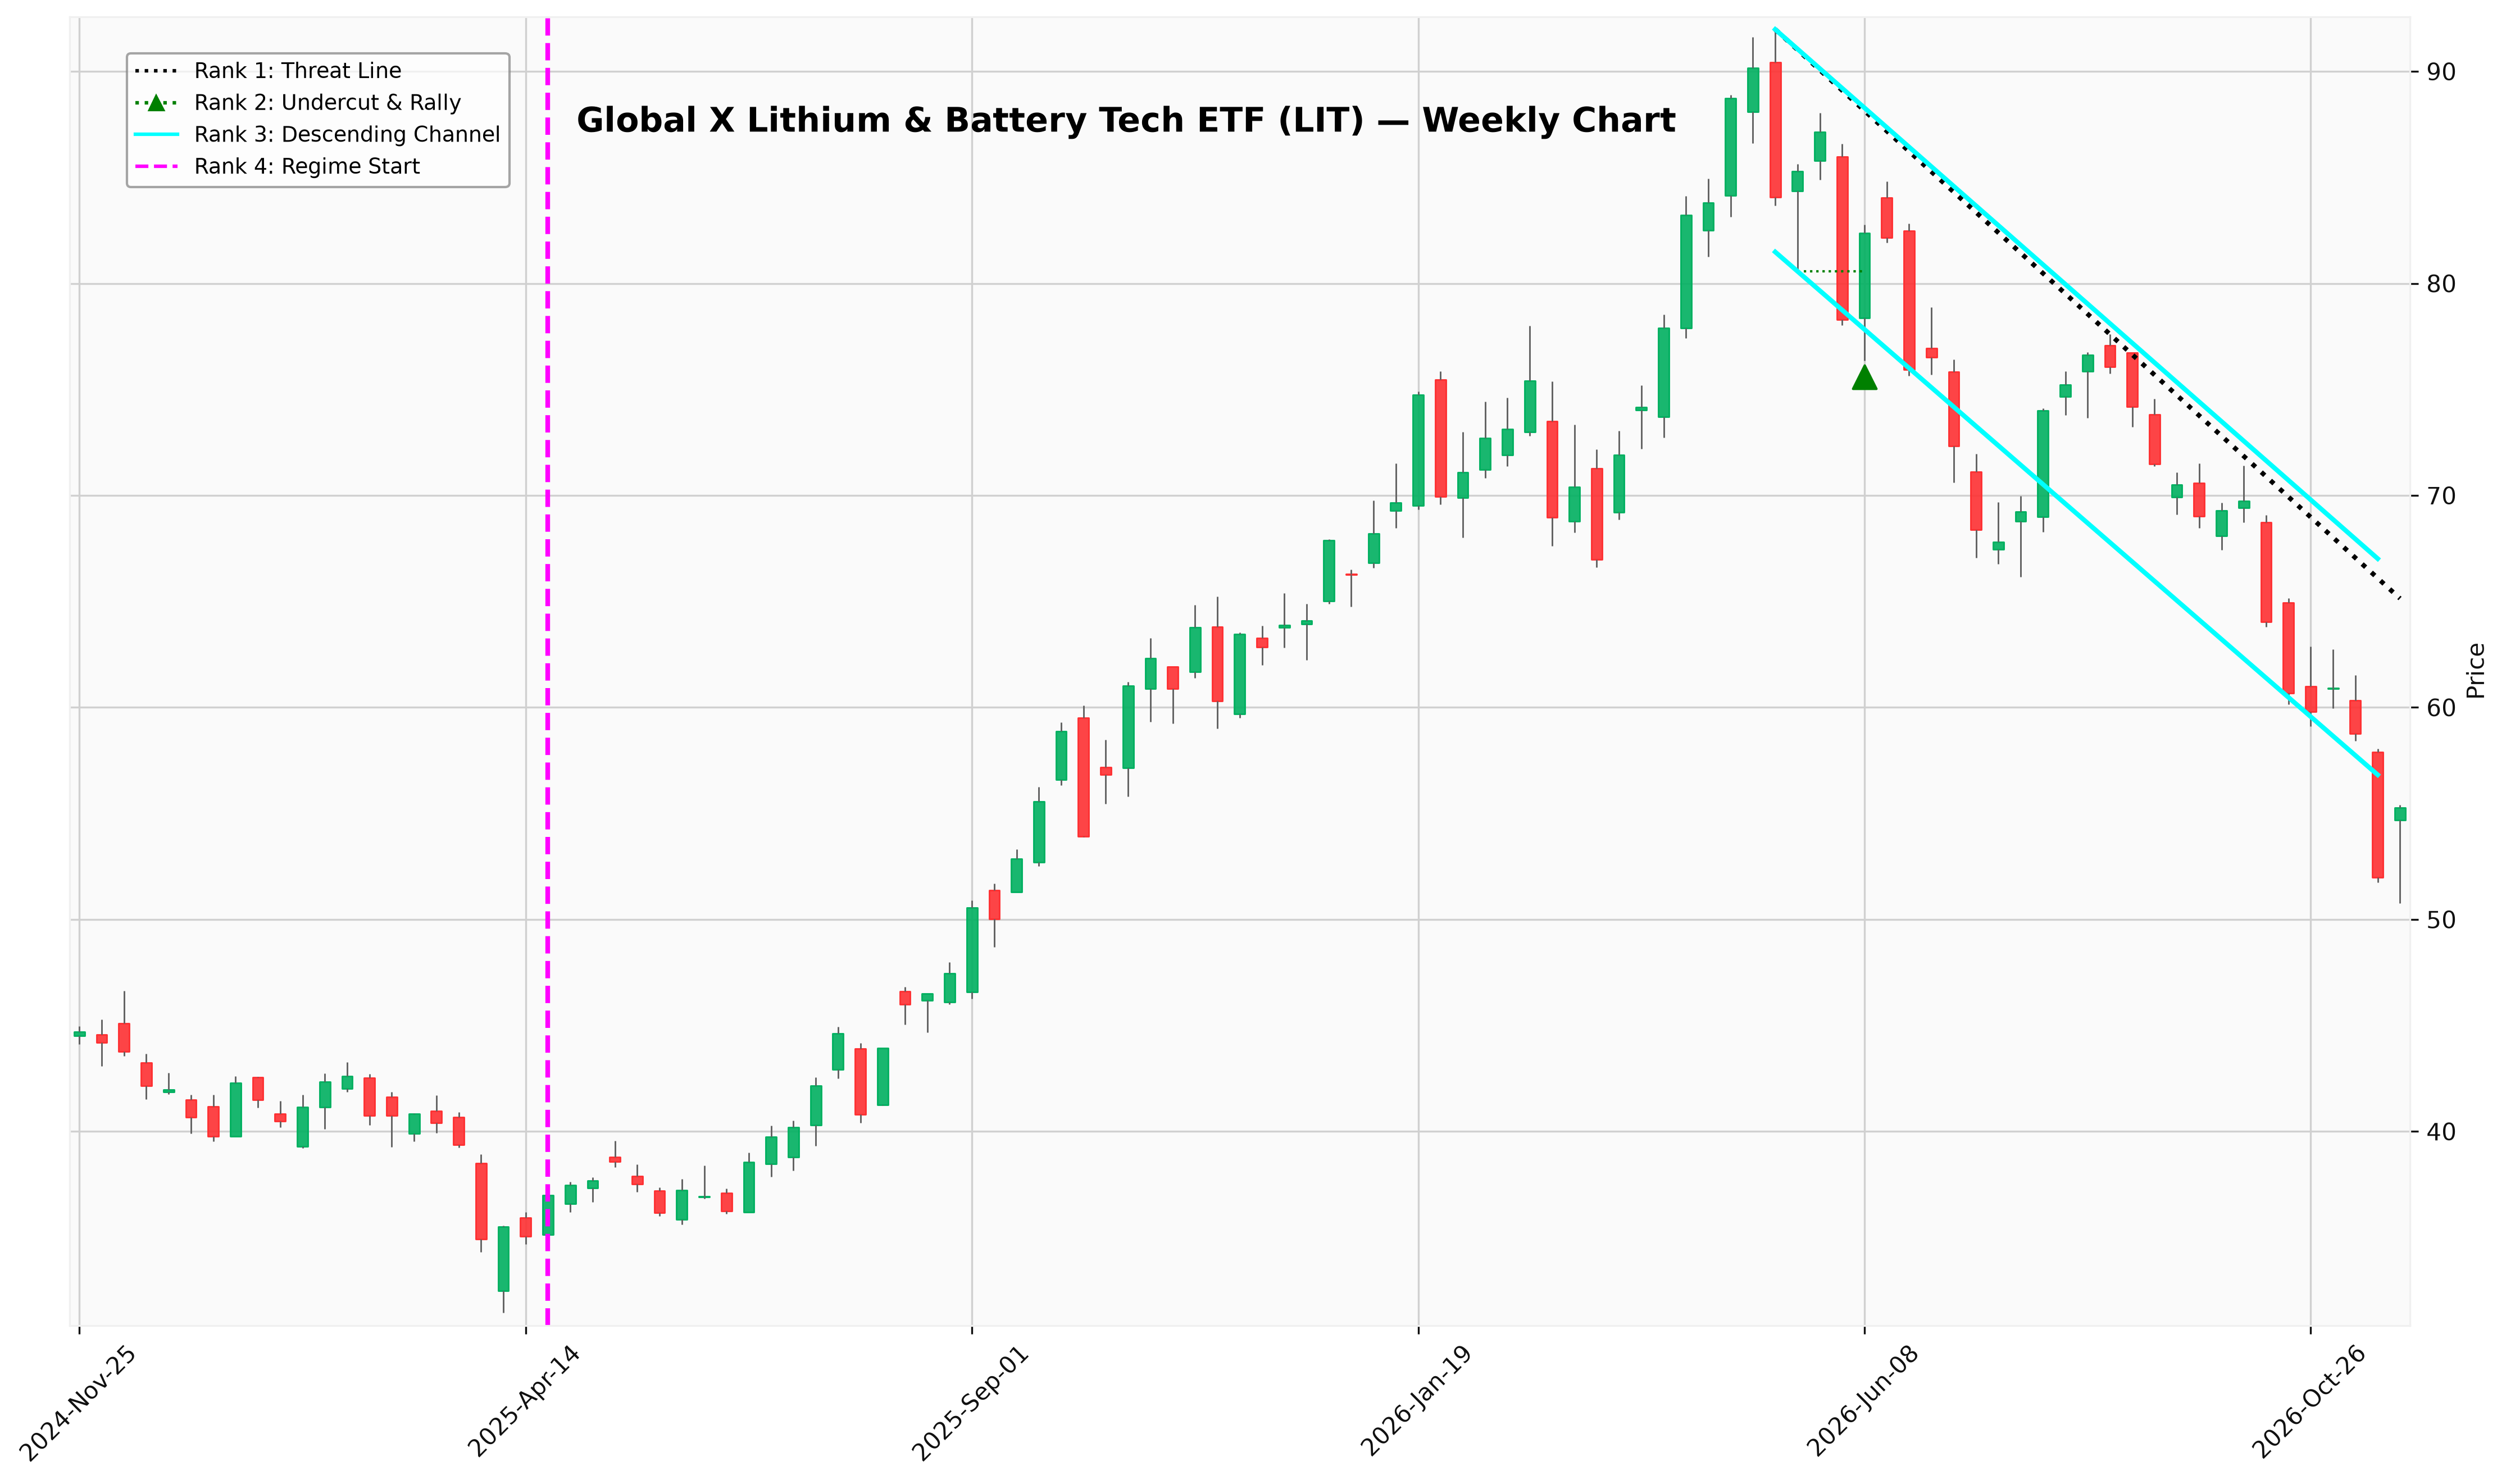 Rank 1: Threat Line
Rank 2: Undercut & Rally
Rank 3: Descending Channel
Rank 4: Regime Start
Global X Lithium & Battery Tech ETF (LIT) — Weekly Chart
90
80
70
60
50
40
Price
2024-Nov-25
2025-Apr-14
2025-Sep-01
2026-Jan-19
2026-Jun-08
2026-Oct-26